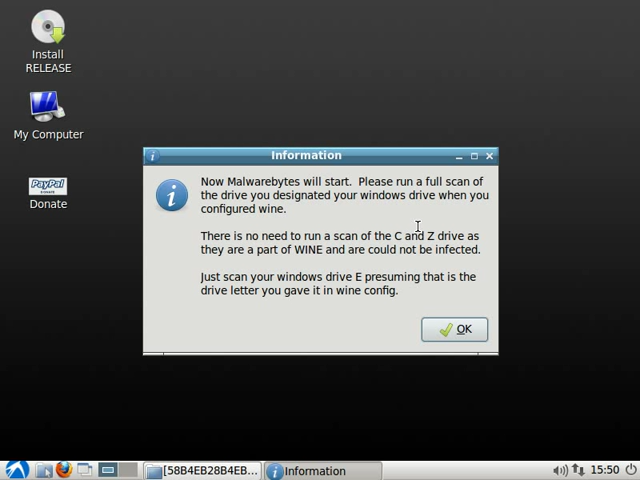 Install
RELEASE
My Computer
PayPal
DONATE
Donate
Information
Now Malwarebytes will start.  Please run a full scan of
the drive you designated your windows drive when you
configured wine.
There is no need to run a scan of the C and Z drive as
they are a part of WINE and are could not be infected.
Just scan your windows drive E presuming that is the
drive letter you gave it in wine config.
OK
[58B4EB28B4EB...
Information
15:50